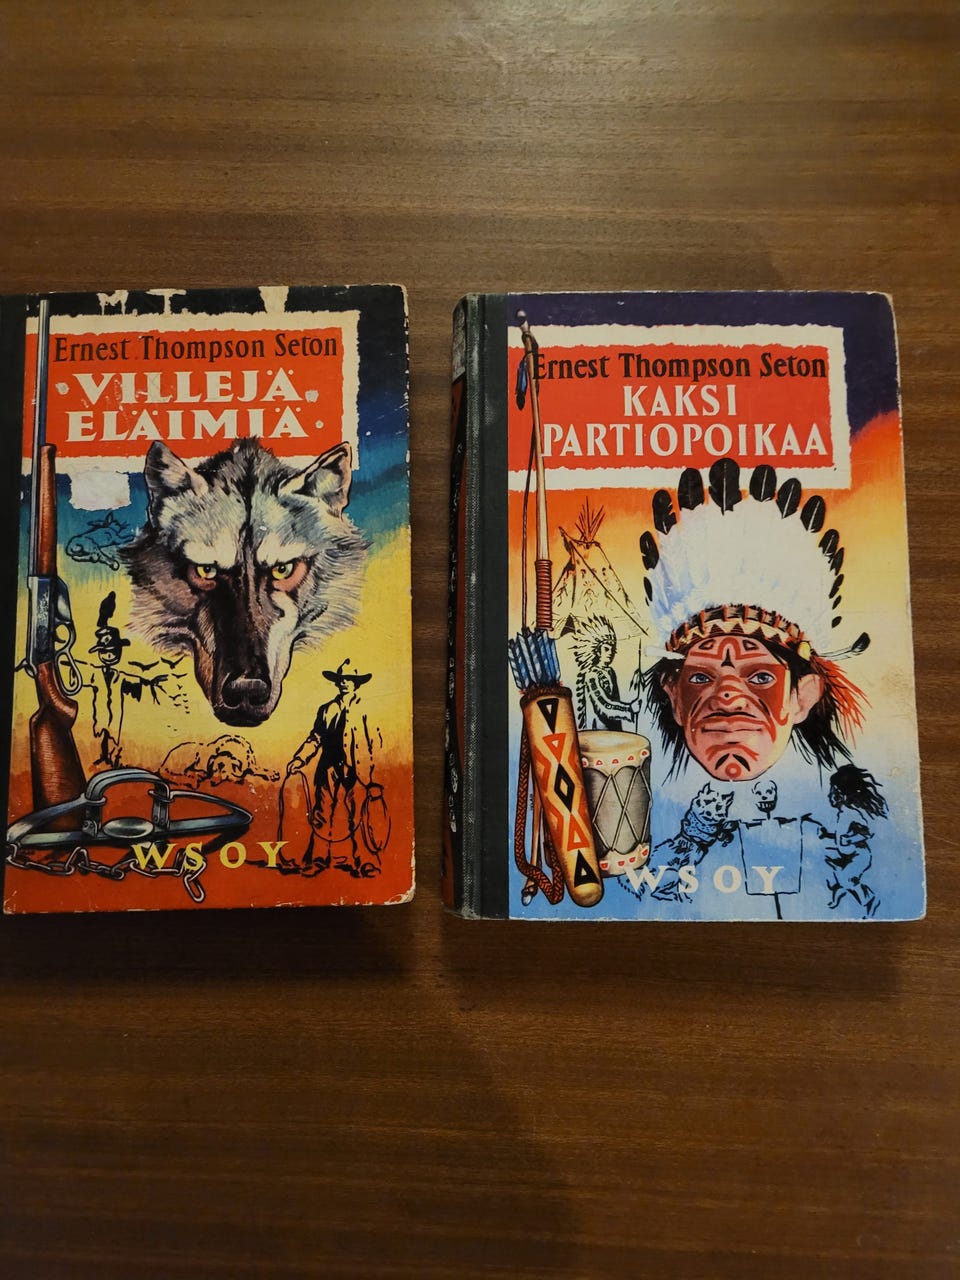 Ernest Thompson Seton
· VILLEJÄ
ELÄIMIÄ ·
WSOY
Ernest Thompson Seton
KAKSI
PARTIOPOIKAA
WSOY